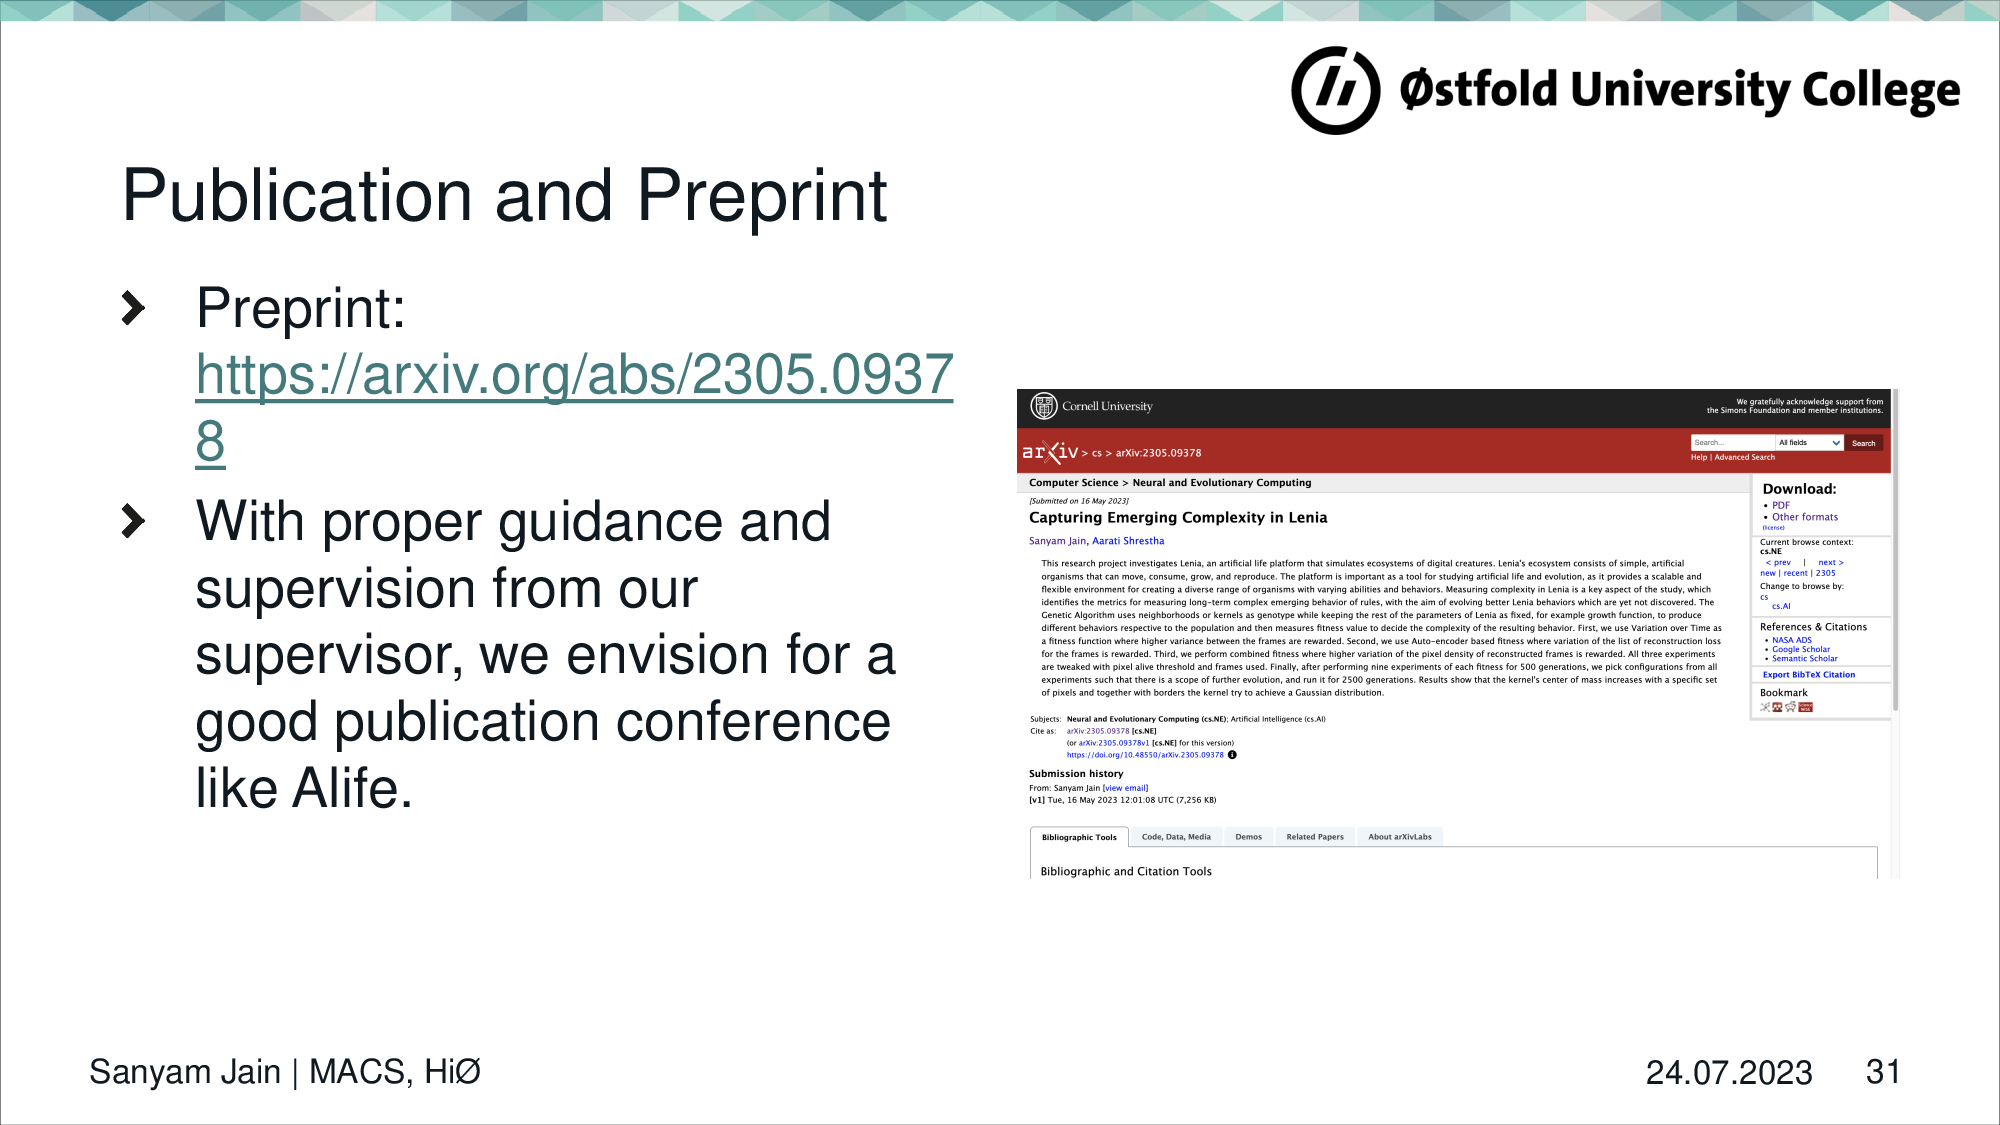 Østfold University College
Publication and Preprint
Preprint:
https://arxiv.org/abs/2305.0937
8
With proper guidance and
supervision from our
supervisor, we envision for a
good publication conference
like Alife.
Cornell University
We gratefully acknowledge support from
the Simons Foundation and member institutions.
arXiv > cs > arXiv:2305.09378
Search...
All fields
Search
Help | Advanced Search
Computer Science > Neural and Evolutionary Computing
[Submitted on 16 May 2023]
Capturing Emerging Complexity in Lenia
Sanyam Jain, Aarati Shrestha
This research project investigates Lenia, an artificial life platform that simulates ecosystems of digital creatures. Lenia's ecosystem consists of simple, artificial
organisms that can move, consume, grow, and reproduce. The platform is important as a tool for studying artificial life and evolution, as it provides a scalable and
flexible environment for creating a diverse range of organisms with varying abilities and behaviors. Measuring complexity in Lenia is a key aspect of the study, which
identifies the metrics for measuring long-term complex emerging behavior of rules, with the aim of evolving better Lenia behaviors which are yet not discovered. The
Genetic Algorithm uses neighborhoods or kernels as genotype while keeping the rest of the parameters of Lenia as fixed, for example growth function, to produce
different behaviors respective to the population and then measures fitness value to decide the complexity of the resulting behavior. First, we use Variation over Time as
a fitness function where higher variance between the frames are rewarded. Second, we use Auto-encoder based fitness where variation of the list of reconstruction loss
for the frames is rewarded. Third, we perform combined fitness where higher variation of the pixel density of reconstructed frames is rewarded. All three experiments
are tweaked with pixel alive threshold and frames used. Finally, after performing nine experiments of each fitness for 500 generations, we pick configurations from all
experiments such that there is a scope of further evolution, and run it for 2500 generations. Results show that the kernel's center of mass increases with a specific set
of pixels and together with borders the kernel try to achieve a Gaussian distribution.
Subjects: Neural and Evolutionary Computing (cs.NE); Artificial Intelligence (cs.AI)
Cite as: arXiv:2305.09378 [cs.NE]
(or arXiv:2305.09378v1 [cs.NE] for this version)
https://doi.org/10.48550/arXiv.2305.09378
Submission history
From: Sanyam Jain [view email]
[v1] Tue, 16 May 2023 12:01:08 UTC (7,256 KB)
Bibliographic Tools
Code, Data, Media
Demos
Related Papers
About arXivLabs
Bibliographic and Citation Tools
Download:
• PDF
• Other formats
(license)
Current browse context:
cs.NE
< prev | next >
new | recent | 2305
Change to browse by:
cs
cs.AI
References & Citations
• NASA ADS
• Google Scholar
• Semantic Scholar
Export BibTeX Citation
Bookmark
Sanyam Jain | MACS, HiØ
24.07.2023
31